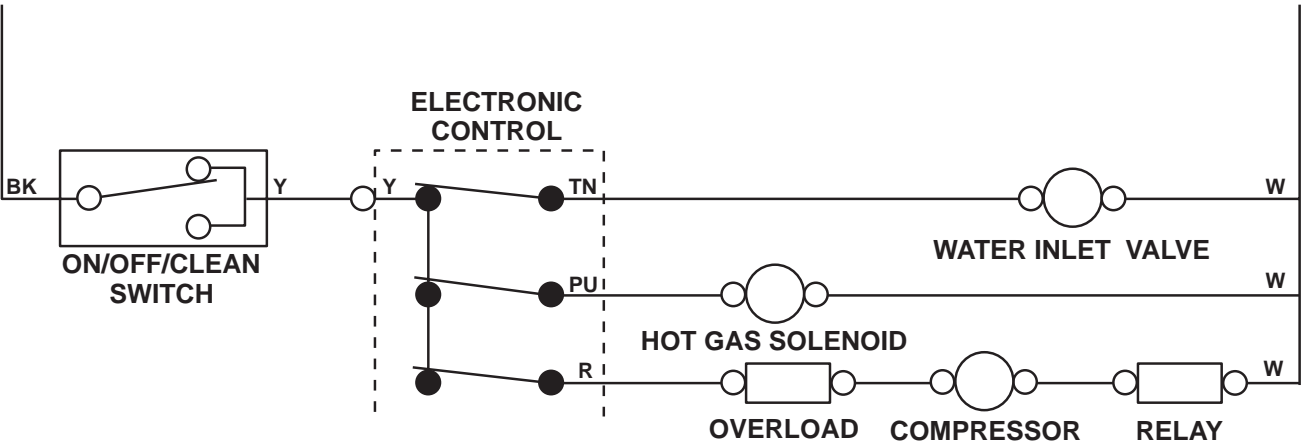 ELECTRONIC
CONTROL
BK
Y
Y
TN
W
ON/OFF/CLEAN
SWITCH
WATER INLET VALVE
PU
W
HOT GAS SOLENOID
R
W
OVERLOAD
COMPRESSOR
RELAY